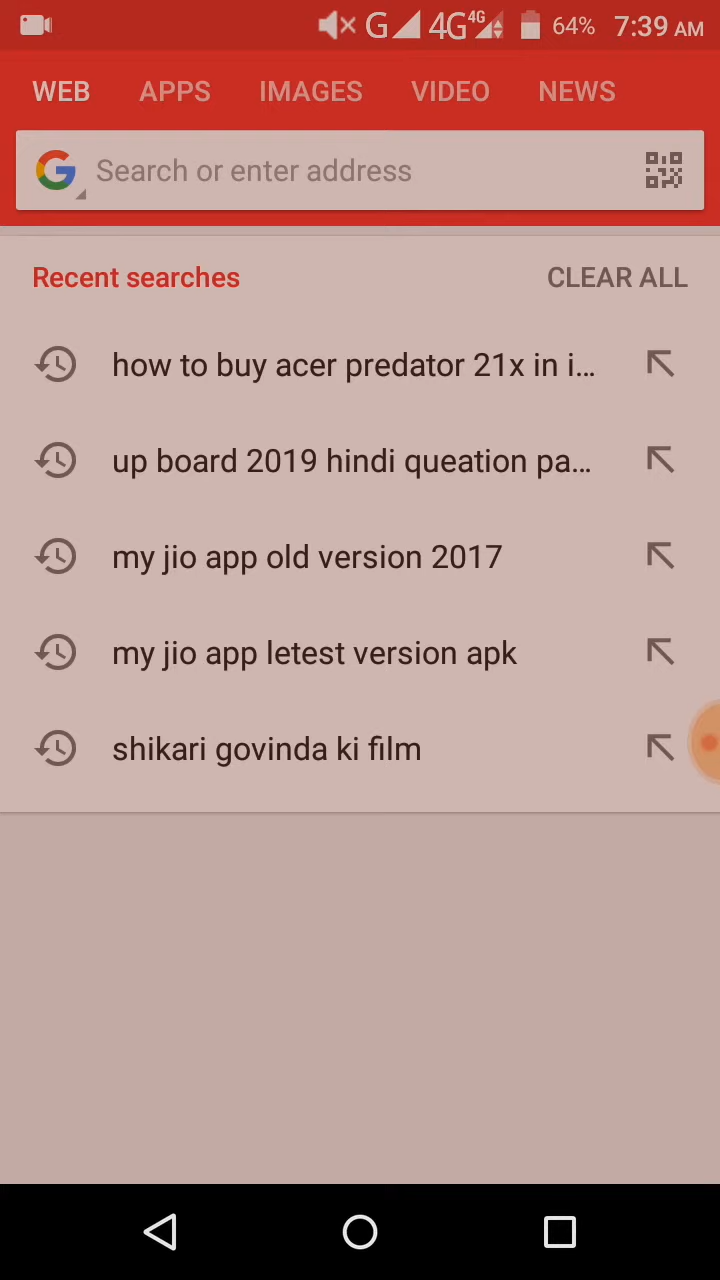 G 4G 4G 64% 7:39 AM
WEB APPS IMAGES VIDEO NEWS
Search or enter address
Recent searches CLEAR ALL
how to buy acer predator 21x in i...
up board 2019 hindi queation pa...
my jio app old version 2017
my jio app letest version apk
shikari govinda ki film